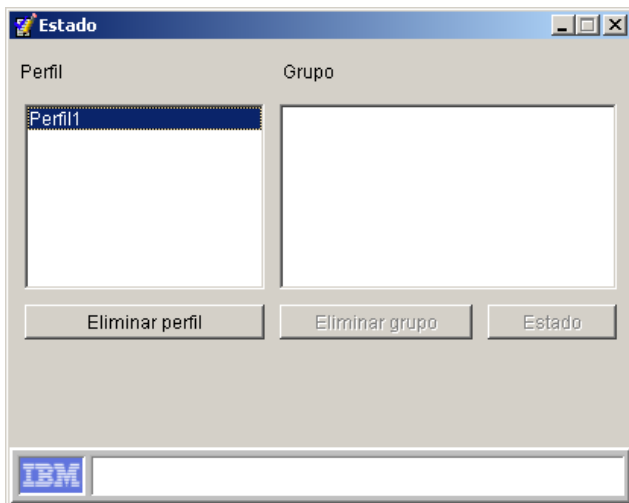 Estado
Perfil Grupo
Perfil1
Eliminar perfil Eliminar grupo Estado
IBM